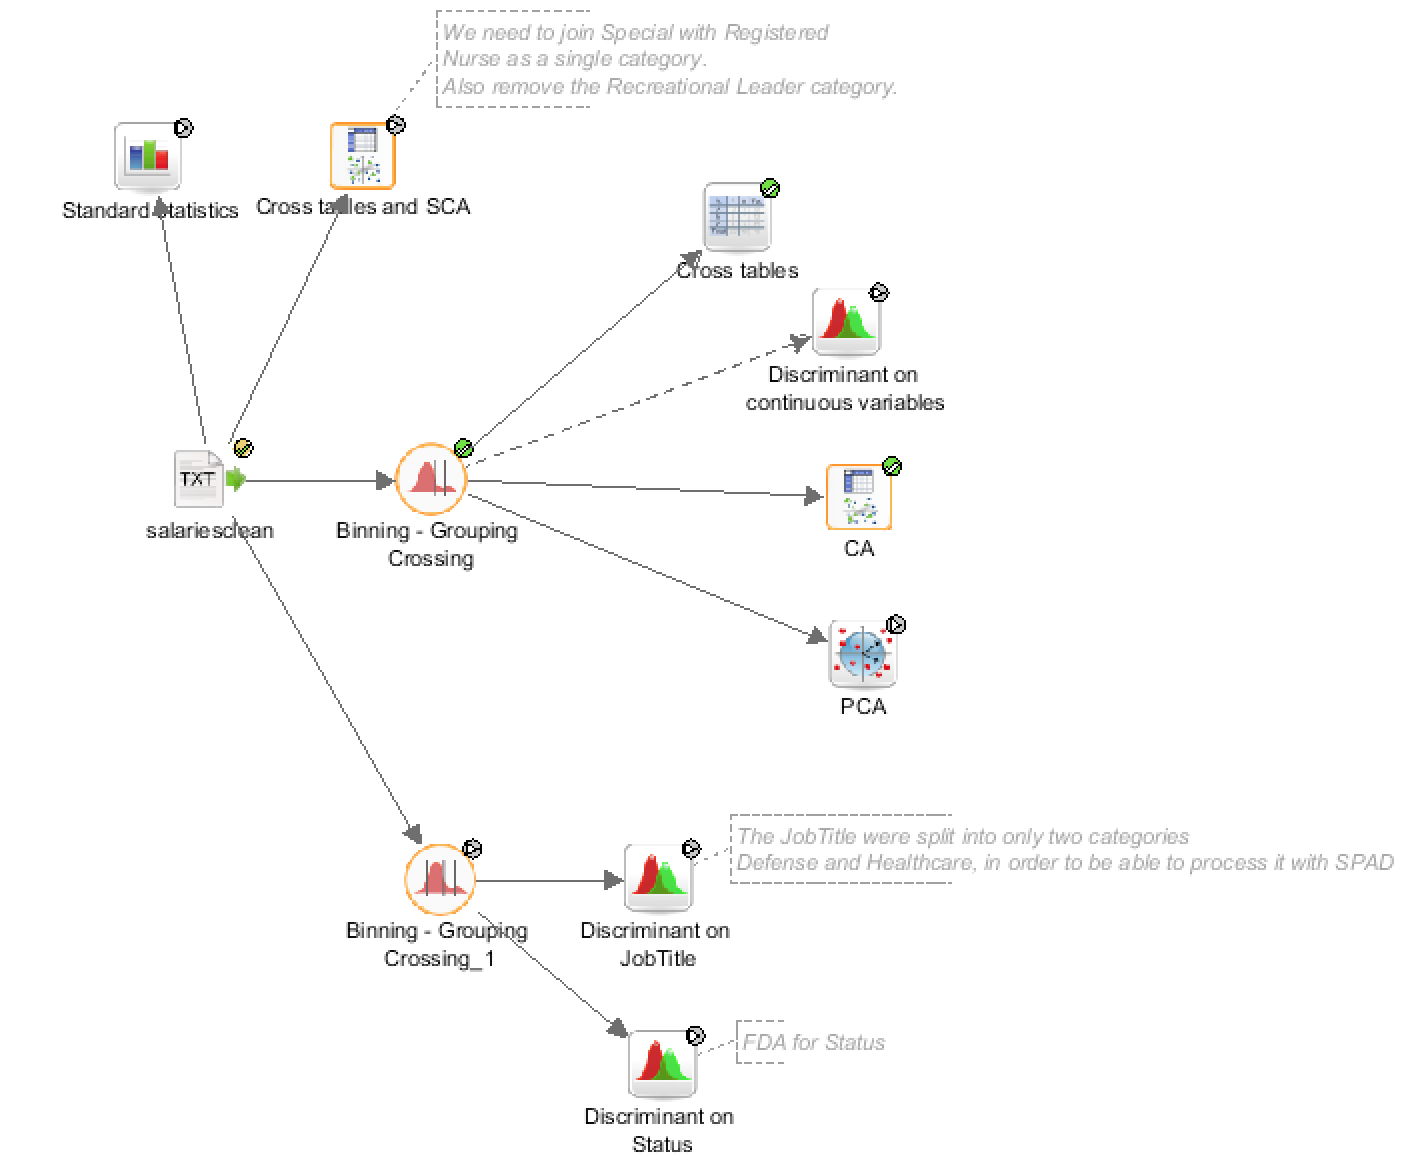 We need to join Special with Registered
Nurse as a single category.
Also remove the Recreational Leader category.
Standard statistics
Cross tables and SCA
Cross tables
Discriminant on
continuous variables
TXT
salariesclean
Binning - Grouping
Crossing
CA
PCA
The JobTitle were split into only two categories
Defense and Healthcare, in order to be able to process it with SPAD
Binning - Grouping
Crossing_1
Discriminant on
JobTitle
FDA for Status
Discriminant on
Status